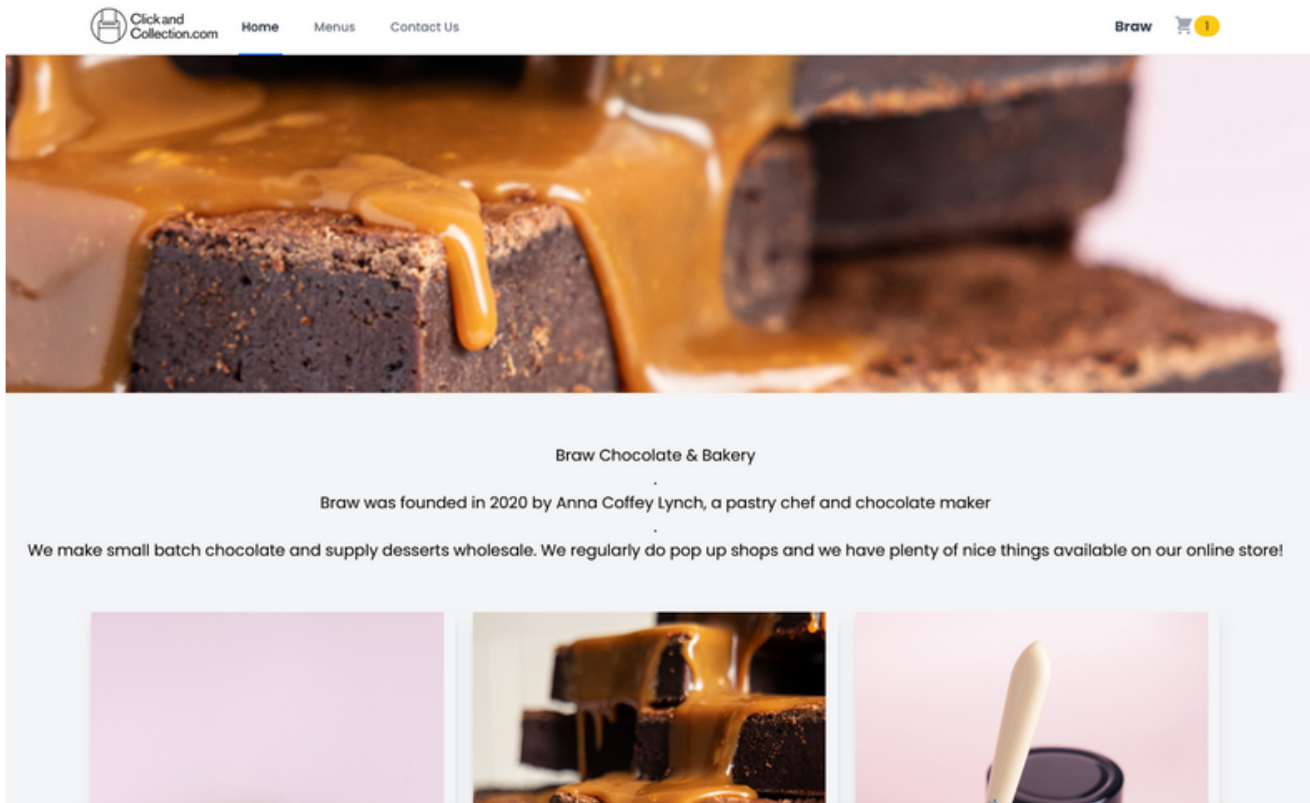 Click and
Collection.com
Home
Menus
Contact Us
Braw
1
Braw Chocolate & Bakery
.
Braw was founded in 2020 by Anna Coffey Lynch, a pastry chef and chocolate maker
.
We make small batch chocolate and supply desserts wholesale. We regularly do pop up shops and we have plenty of nice things available on our online store!